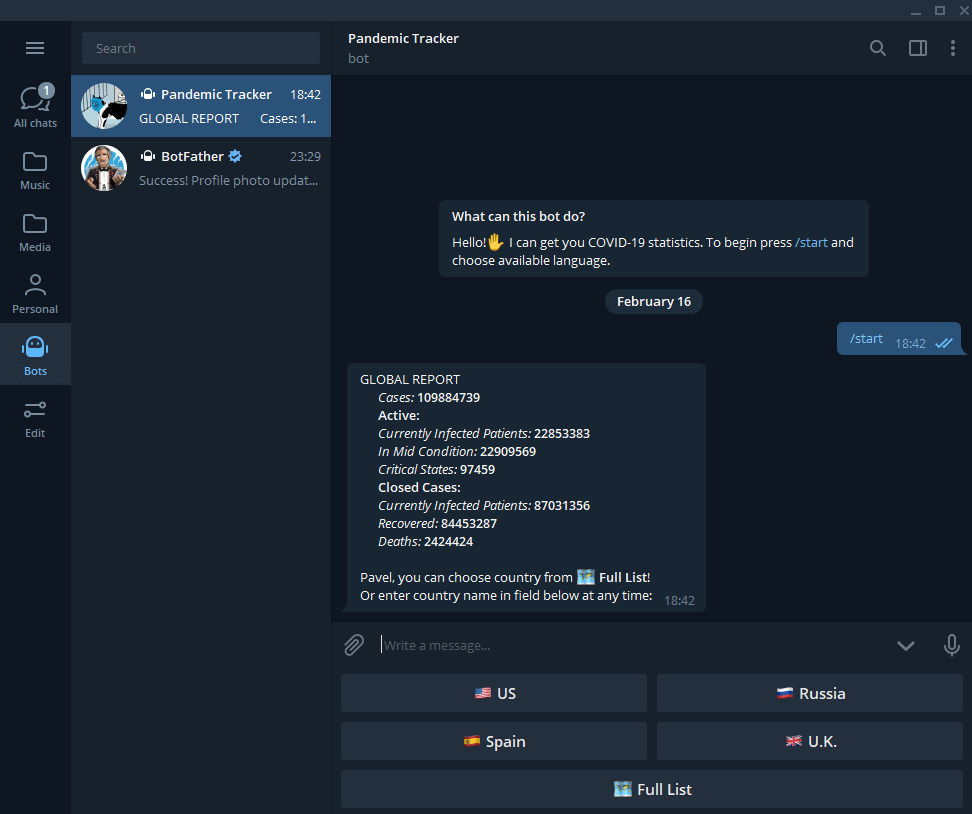 Search
1
All chats
Music
Media
Personal
Bots
Edit
Pandemic Tracker 18:42
GLOBAL REPORT Cases: 1...
BotFather 23:29
Success! Profile photo updat...
Pandemic Tracker
bot
What can this bot do?
Hello!🖐 I can get you COVID-19 statistics. To begin press /start and
choose available language.
February 16
/start 18:42
GLOBAL REPORT
Cases: 109884739
Active:
Currently Infected Patients: 22853383
In Mid Condition: 22909569
Critical States: 97459
Closed Cases:
Currently Infected Patients: 87031356
Recovered: 84453287
Deaths: 2424424
Pavel, you can choose country from 🗺 Full List!
Or enter country name in field below at any time: 18:42
Write a message...
🇺🇸 US
🇷🇺 Russia
🇪🇸 Spain
🇬🇧 U.K.
🗺 Full List